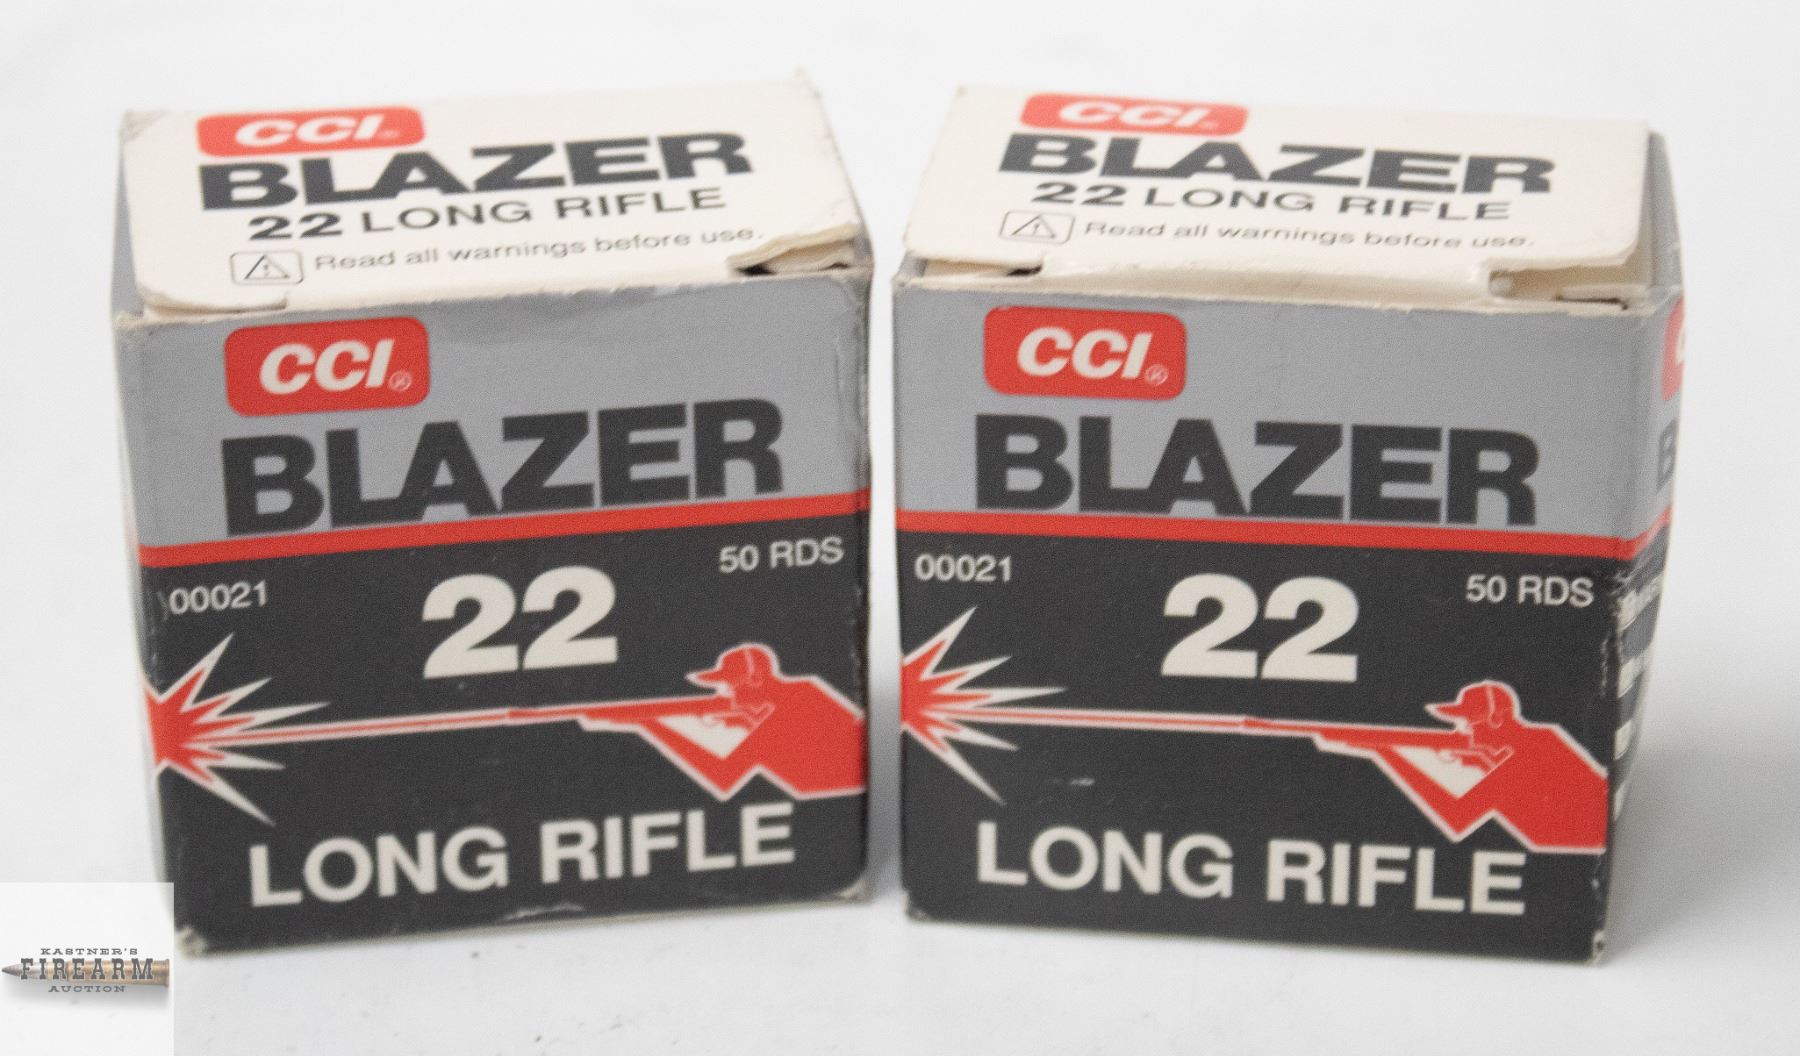 CCI®
BLAZER
22 LONG RIFLE
Read all warnings before use.
CCI®
BLAZER
00021
50 RDS
22
LONG RIFLE
CCI®
BLAZER
22 LONG RIFLE
Read all warnings before use.
CCI®
BLAZER
00021
50 RDS
22
LONG RIFLE
KASTNER'S
FIREARM
AUCTION